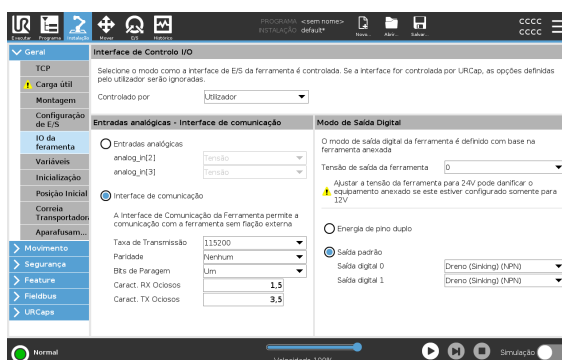 Executar
Programa
Instalação
Mover
E/S
Histórico
PROGRAMA <sem nome>
INSTALAÇÃO default*
Novo...
Abrir...
Salvar...
cccc
cccc
Geral
TCP
Carga útil
Montagem
Configuração
de E/S
IO da
feramenta
Variáveis
Inicialização
Posição Inicial
Correia
Transportadora
Aparafusam...
Movimento
Segurança
Feature
Fieldbus
URCaps
Interface de Controlo I/O
Selecione o modo como a Interface de E/S da ferramenta é controlada. Se a interface for controlada por URCap, as opções definidas
pelo utilizador serão ignoradas.
Controlado por
Utilizador
Entradas analógicas - Interface de comunicação
Entradas analógicas
analog_in[2]
Tensão
analog_in[3]
Tensão
Interface de comunicação
A Interface de Comunicação da Ferramenta permite a
comunicação com a ferramenta sem fiação externa
Taxa de Transmissão
115200
Paridade
Nenhum
Bits de Paragem
Um
Caract. RX Ociosos
1,5
Caract. TX Ociosos
3,5
Modo de Saída Digital
O modo de saída digital da ferramenta é definido com base na
ferramenta anexada
Tensão de saída da ferramenta
0
Ajustar a tensão da ferramenta para 24V pode danificar o
equipamento anexado se este estiver configurado somente para
12V
Energia de pino duplo
Saída padrão
Saída digital 0
Dreno (Sinking) (NPN)
Saída digital 1
Dreno (Sinking) (NPN)
Normal
Velocidade 100%
Simulação